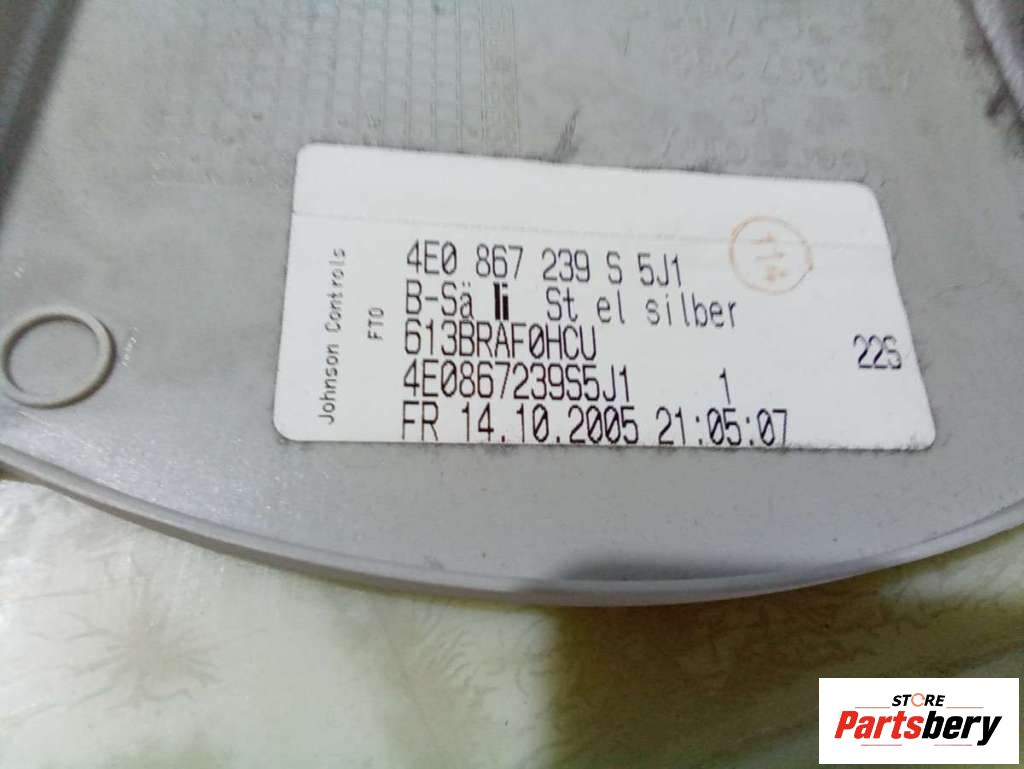 Johnson Controls
FTO
4E0 867 239 S 5J1
B-Sä li St el silber
613BRAF0HCU
22S
4E0867239S5J1 1
FR 14.10.2005 21:05:07
STORE
Partsbery